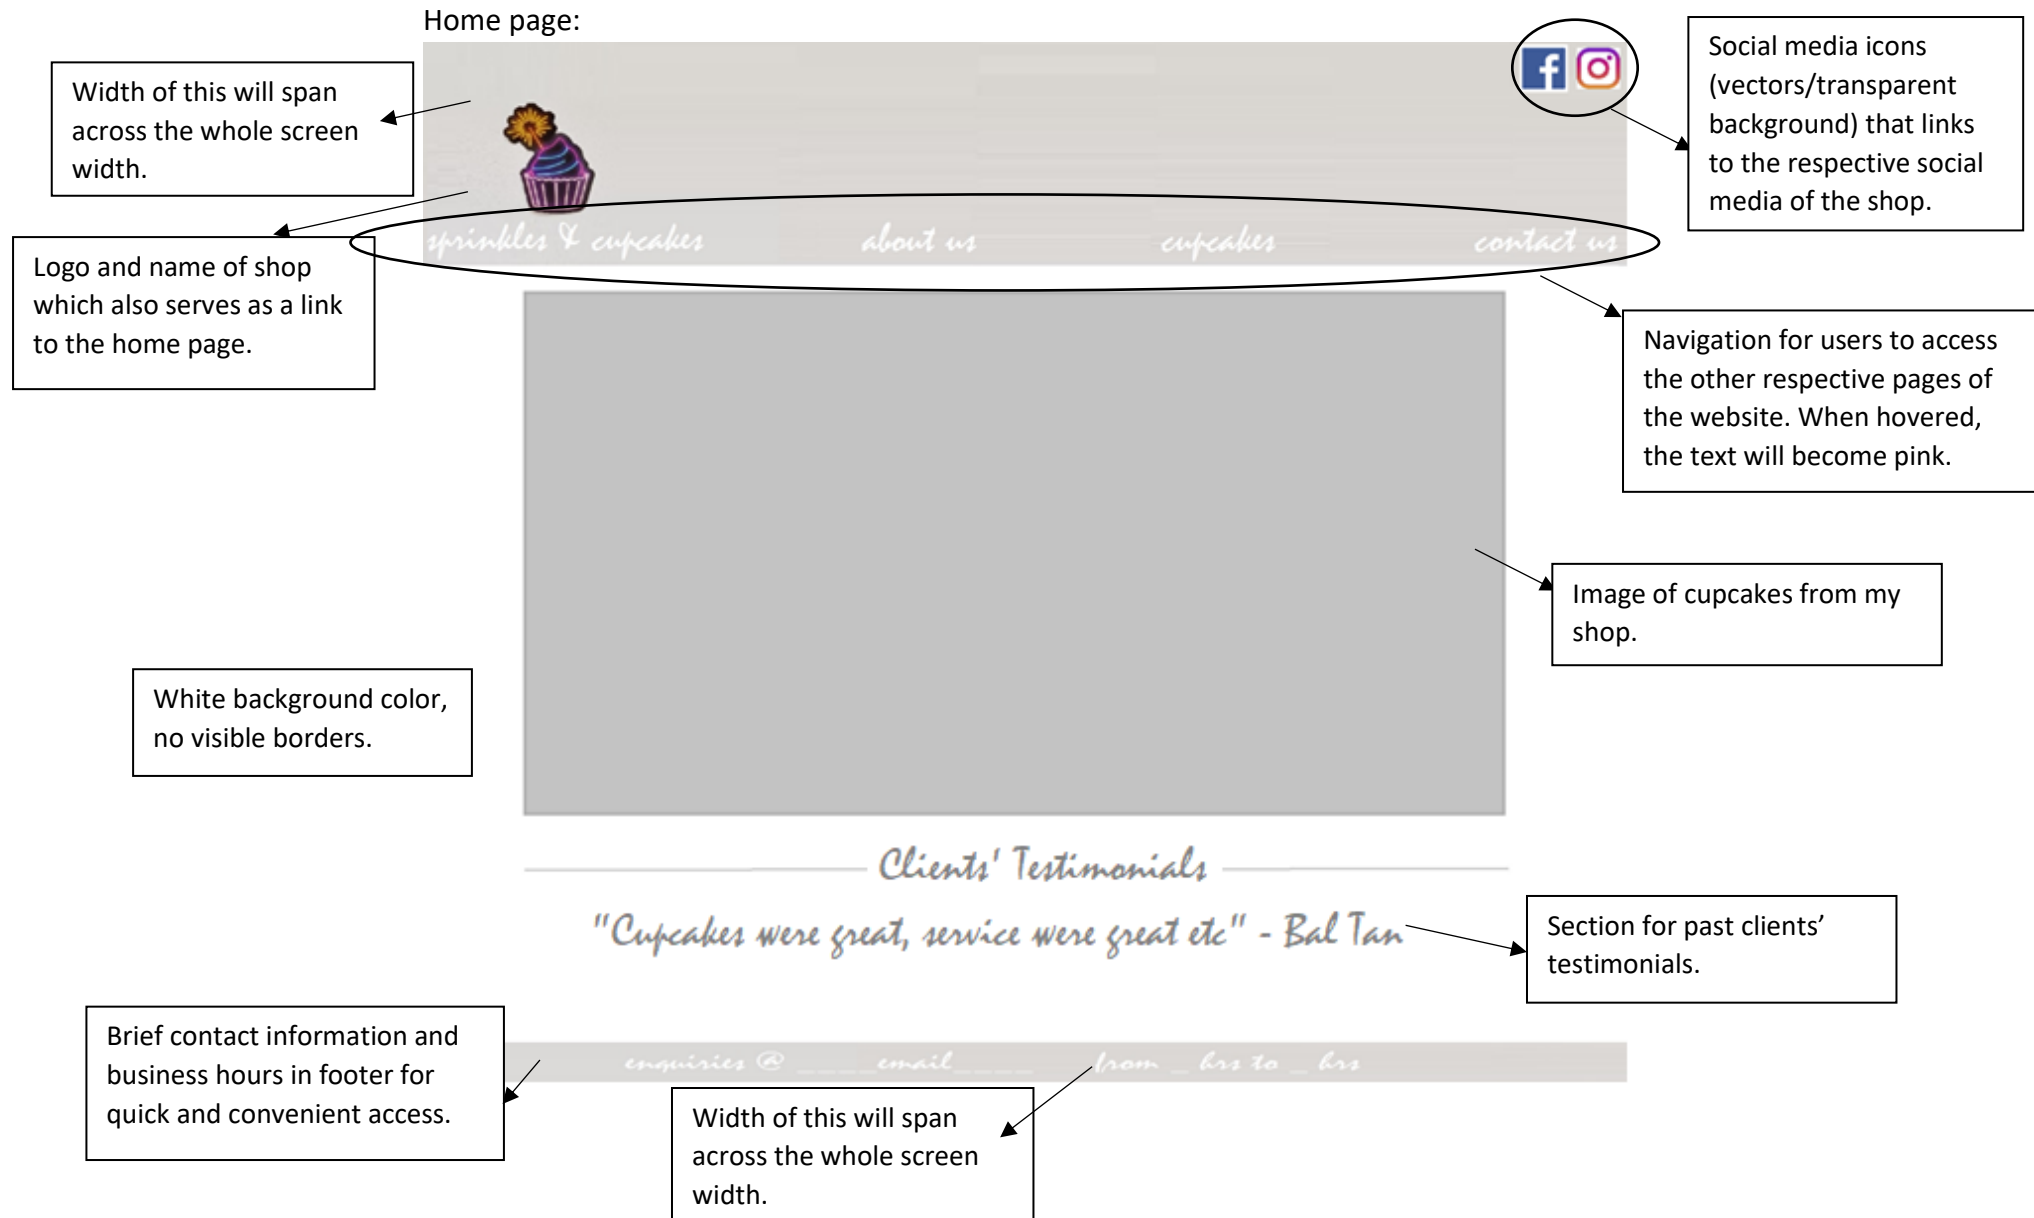 Home page:
Width of this will span
across the whole screen
width.
Social media icons
(vectors/transparent
background) that links
to the respective social
media of the shop.
sprinkles & cupcakes about us cupcakes contact us
Logo and name of shop
which also serves as a link
to the home page.
Navigation for users to access
the other respective pages of
the website. When hovered,
the text will become pink.
Image of cupcakes from my
shop.
White background color,
no visible borders.
Clients' Testimonials
"Cupcakes were great, service were great etc" - Bal Tan
Section for past clients’
testimonials.
Brief contact information and
business hours in footer for
quick and convenient access.
enquiries @ ____email____ from _ hrs to _ hrs
Width of this will span
across the whole screen
width.